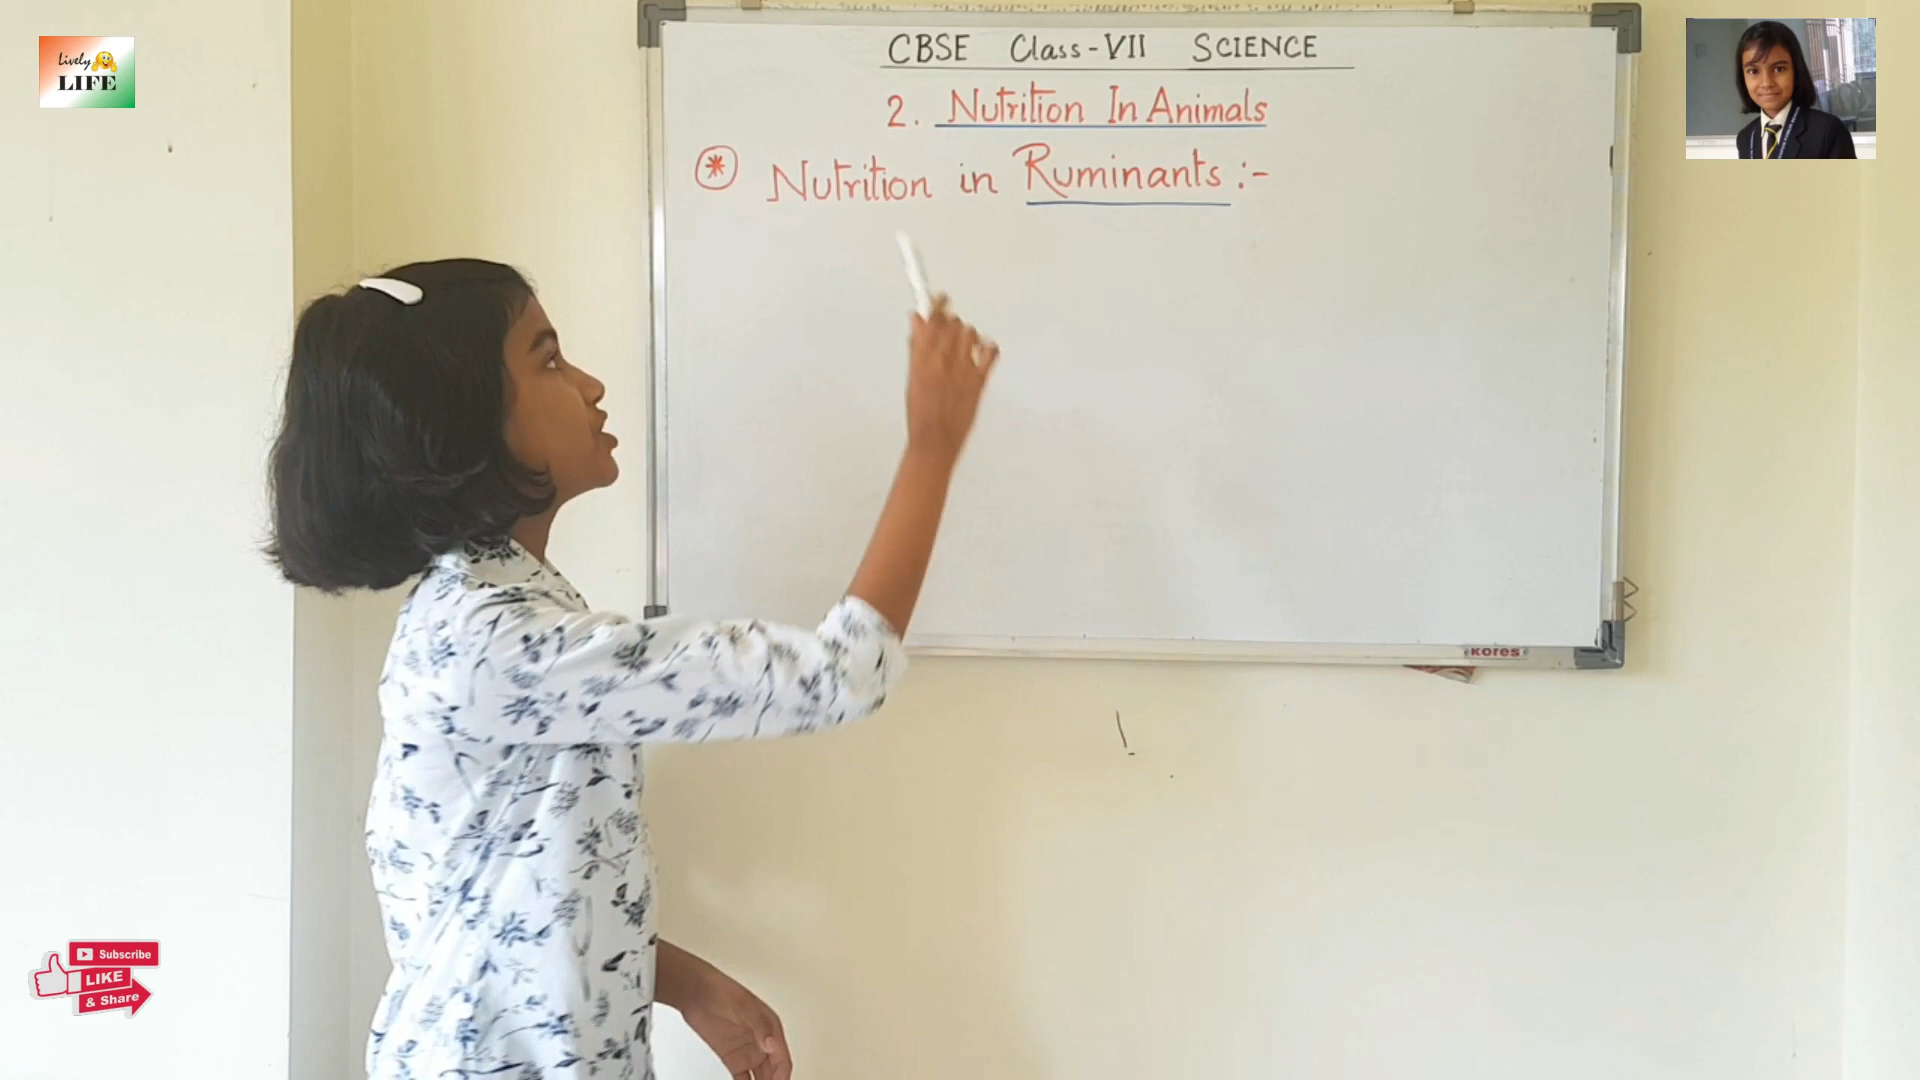 Lively
LIFE
CBSE Class-VII SCIENCE
2. Nutrition In Animals
* Nutrition in Ruminants :-
Kores
Subscribe
LIKE
& Share